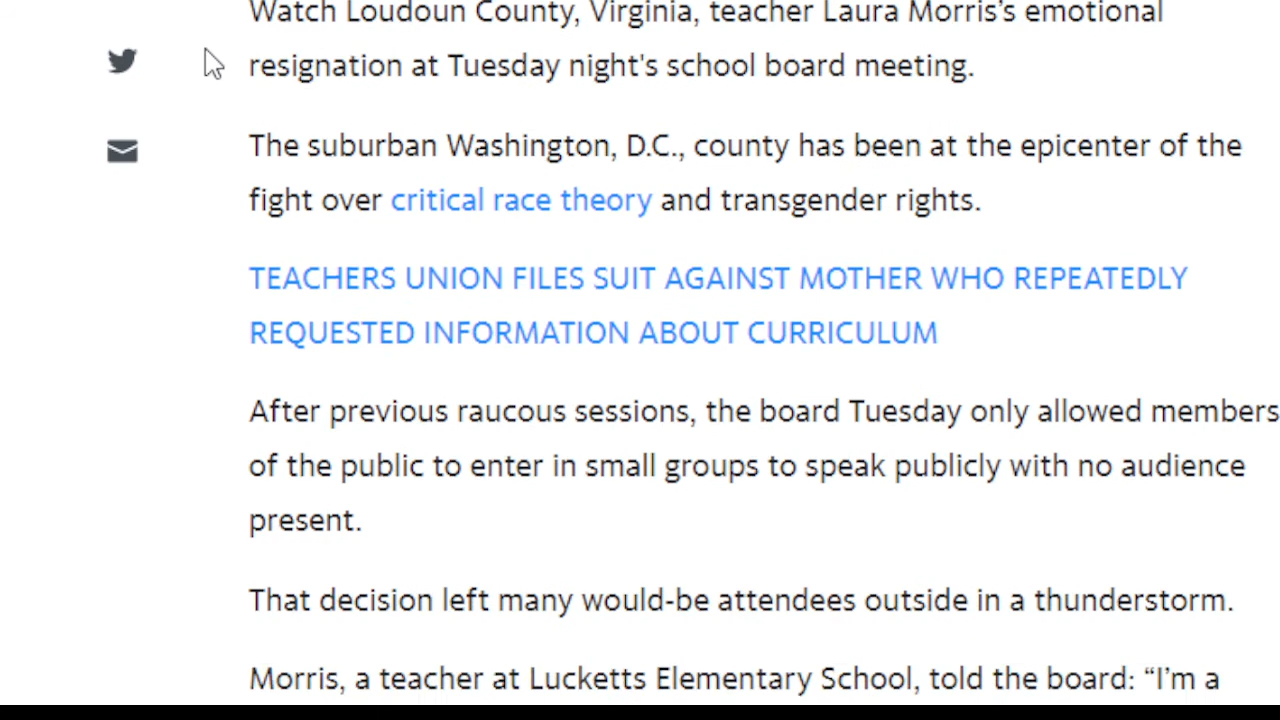 Watch Loudoun County, Virginia, teacher Laura Morris’s emotional
resignation at Tuesday night's school board meeting.
The suburban Washington, D.C., county has been at the epicenter of the
fight over critical race theory and transgender rights.
TEACHERS UNION FILES SUIT AGAINST MOTHER WHO REPEATEDLY
REQUESTED INFORMATION ABOUT CURRICULUM
After previous raucous sessions, the board Tuesday only allowed members
of the public to enter in small groups to speak publicly with no audience
present.
That decision left many would-be attendees outside in a thunderstorm.
Morris, a teacher at Lucketts Elementary School, told the board: “I’m a